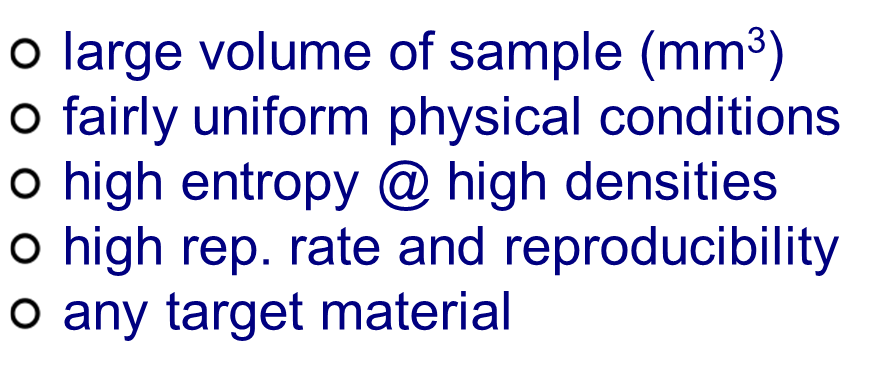 large volume of sample (mm³)
fairly uniform physical conditions
high entropy @ high densities
high rep. rate and reproducibility
any target material